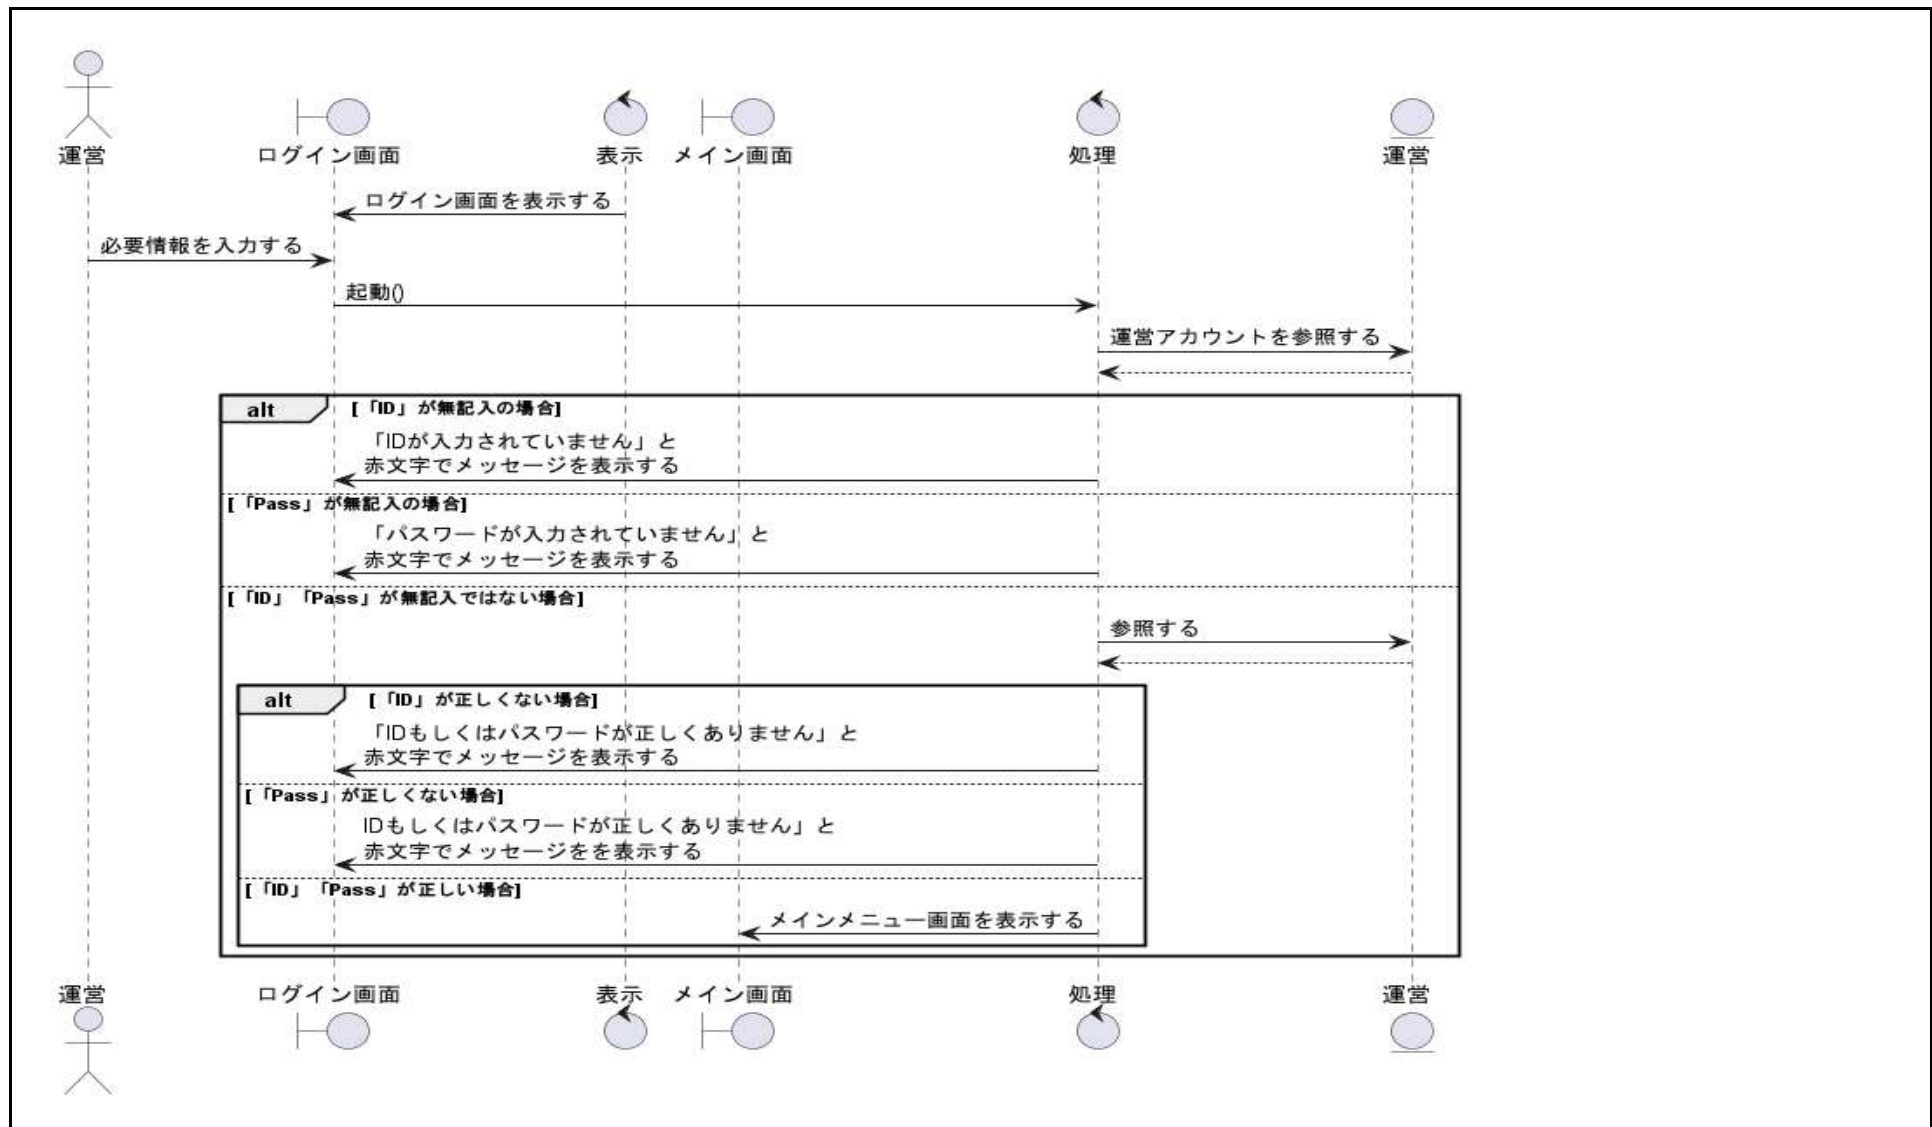 運営
ログイン画面
表示
メイン画面
処理
運営
ログイン画面を表示する
必要情報を入力する
起動()
運営アカウントを参照する
alt
[「ID」が無記入の場合]
「IDが入力されていません」と
赤文字でメッセージを表示する
[「Pass」が無記入の場合]
「パスワードが入力されていません」と
赤文字でメッセージを表示する
[「ID」「Pass」が無記入ではない場合]
参照する
alt
[「ID」が正しくない場合]
「IDもしくはパスワードが正しくありません」と
赤文字でメッセージを表示する
[「Pass」が正しくない場合]
IDもしくはパスワードが正しくありません」と
赤文字でメッセージをを表示する
[「ID」「Pass」が正しい場合]
メインメニュー画面を表示する
運営
ログイン画面
表示
メイン画面
処理
運営